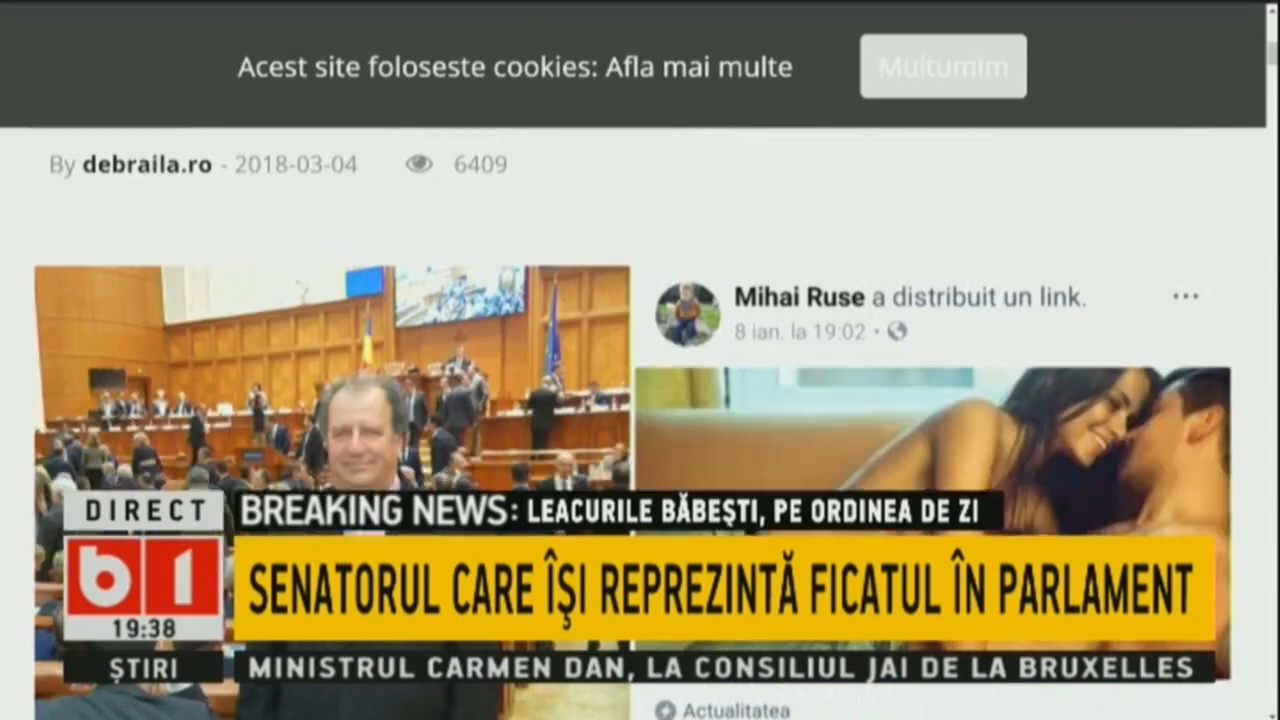 Acest site foloseste cookies: Afla mai multe
Multumim
By debraila.ro - 2018-03-04 6409
Mihai Ruse a distribuit un link.
8 ian. la 19:02
DIRECT
BREAKING NEWS: LEACURILE BĂBEȘTI, PE ORDINEA DE ZI
b1
SENATORUL CARE ÎȘI REPREZINTĂ FICATUL ÎN PARLAMENT
19:38
ȘTIRI
MINISTRUL CARMEN DAN, LA CONSILIUL JAI DE LA BRUXELLES
Actualitatea